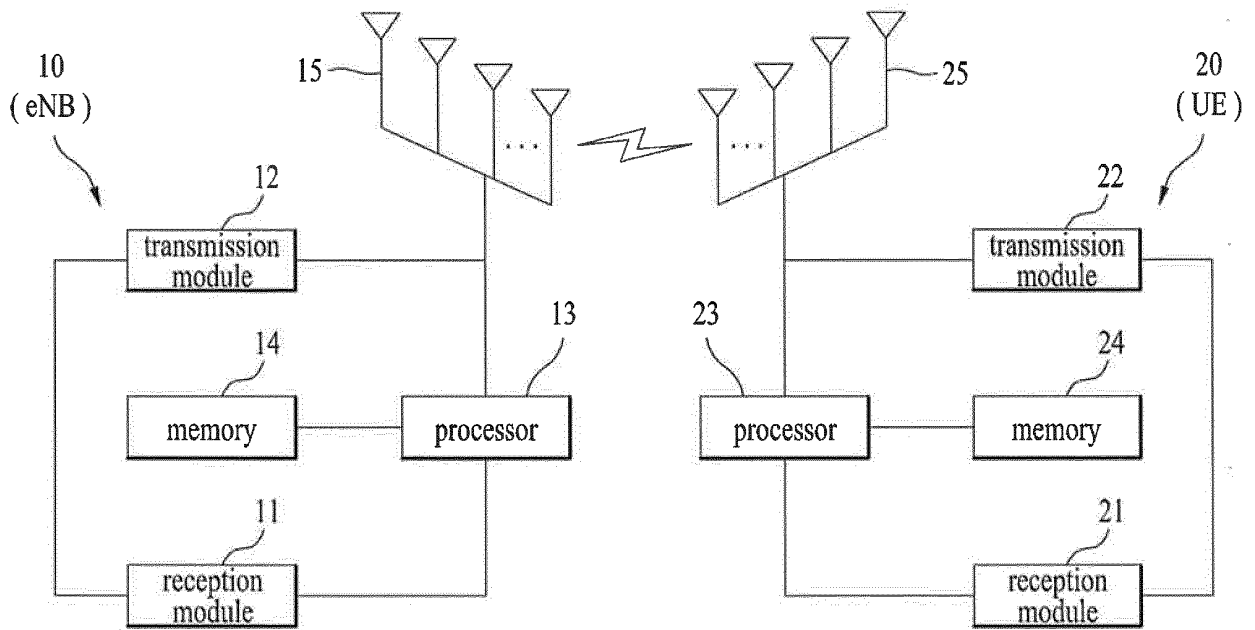 10
( eNB )
15
25
20
( UE )
12
transmission
module
22
transmission
module
13
23
14
memory
processor
processor
24
memory
11
reception
module
21
reception
module